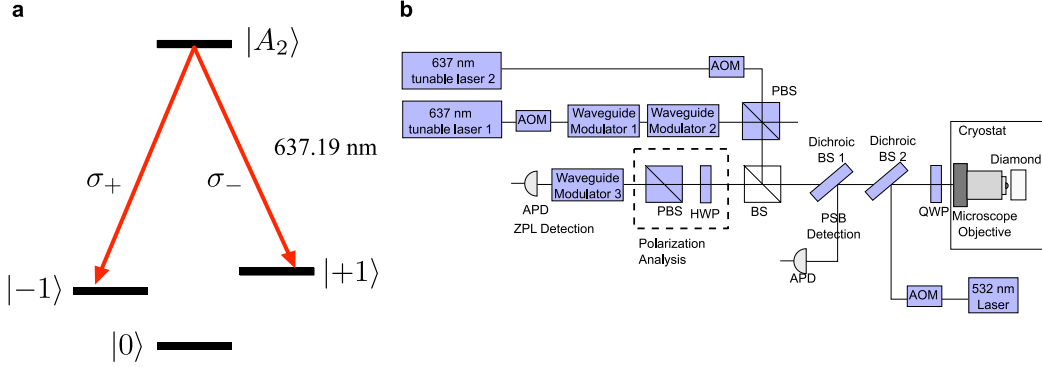 a
|A₂⟩
637.19 nm
σ₊
σ₋
|−1⟩
|+1⟩
|0⟩
b
637 nm
tunable laser 2
AOM
637 nm
tunable laser 1
AOM
Waveguide
Modulator 1
Waveguide
Modulator 2
PBS
APD
ZPL Detection
Waveguide
Modulator 3
PBS
HWP
Polarization
Analysis
BS
Dichroic
BS 1
PSB
Detection
APD
Dichroic
BS 2
AOM
532 nm
Laser
QWP
Cryostat
Diamond
Microscope
Objective